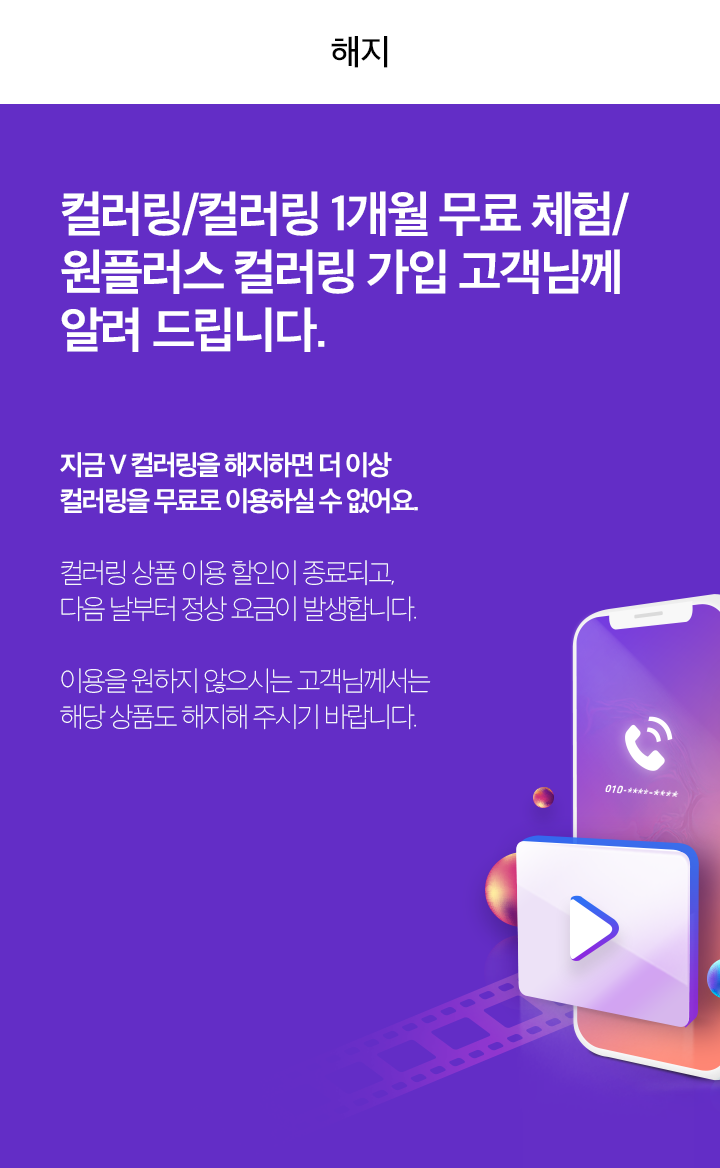 해지
컬러링/컬러링 1개월 무료 체험/
원플러스 컬러링 가입 고객님께
알려 드립니다.
지금 V 컬러링을 해지하면 더 이상
컬러링을 무료로 이용하실 수 없어요.
컬러링 상품 이용 할인이 종료되고,
다음 날부터 정상 요금이 발생합니다.
이용을 원하지 않으시는 고객님께서는
해당 상품도 해지해 주시기 바랍니다.
010-****-****